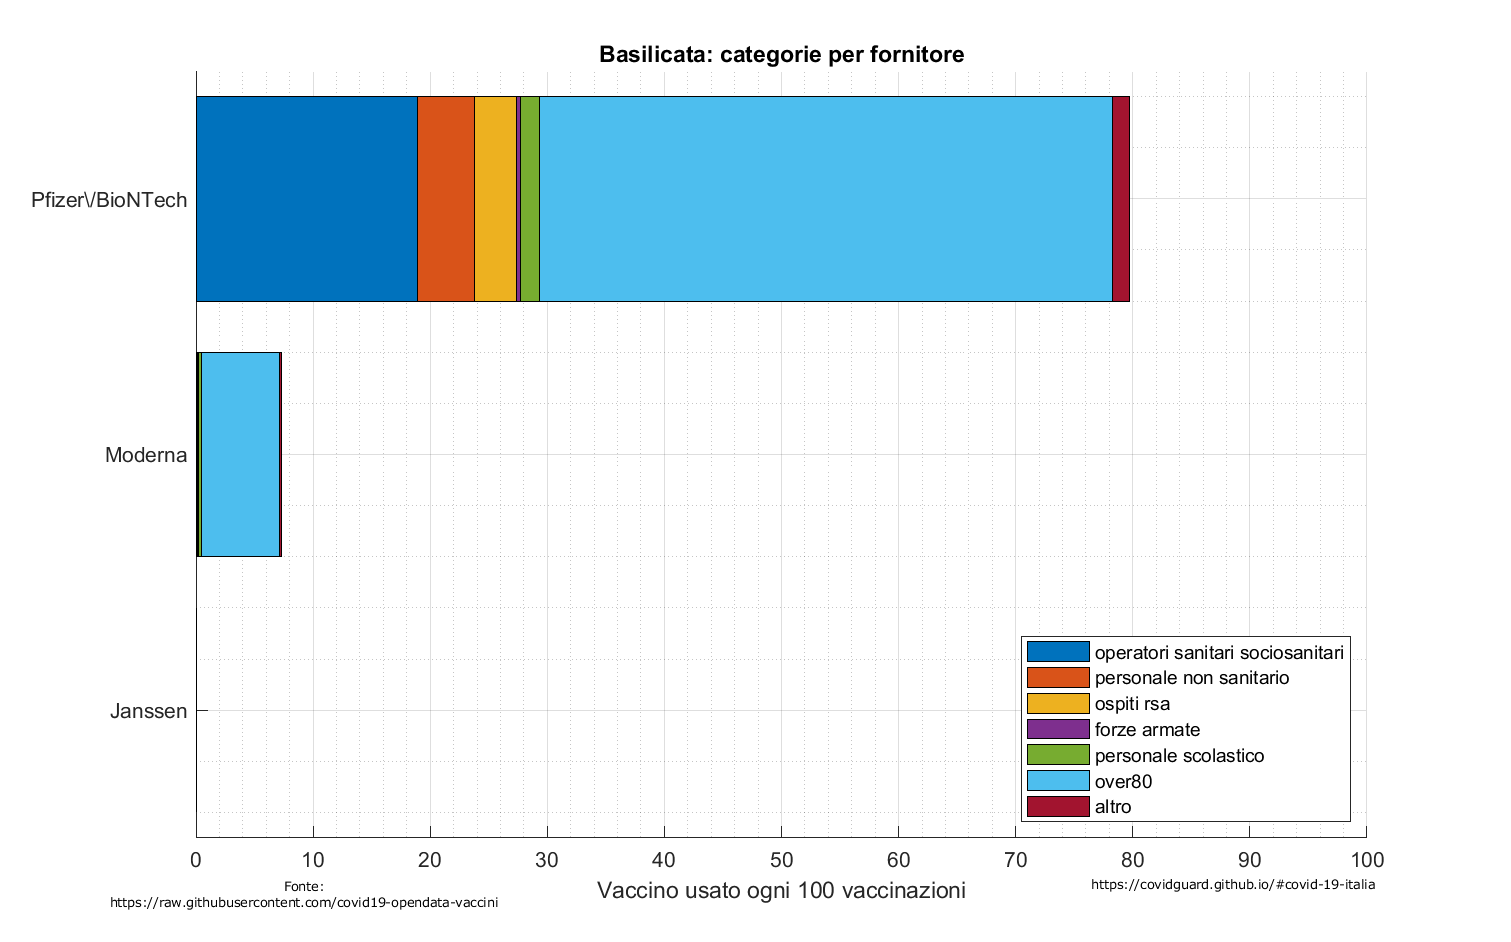 Basilicata: categorie per fornitore
Pfizer\/BioNTech
Moderna
Janssen
operatori sanitari sociosanitari
personale non sanitario
ospiti rsa
forze armate
personale scolastico
over80
altro
0 10 20 30 40 50 60 70 80 90 100
Vaccino usato ogni 100 vaccinazioni
Fonte:
https://raw.githubusercontent.com/covid19-opendata-vaccini
https://covidguard.github.io/#covid-19-italia